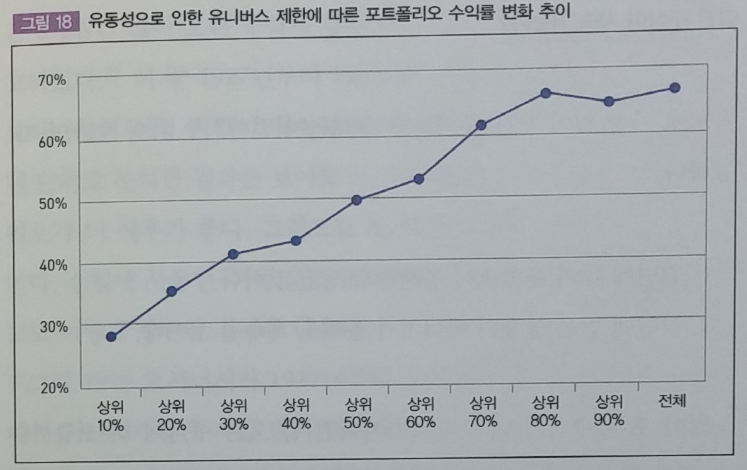 그림 18 유동성으로 인한 유니버스 제한에 따른 포트폴리오 수익률 변화 추이
70%
60%
50%
40%
30%
20%
상위 10%
상위 20%
상위 30%
상위 40%
상위 50%
상위 60%
상위 70%
상위 80%
상위 90%
전체